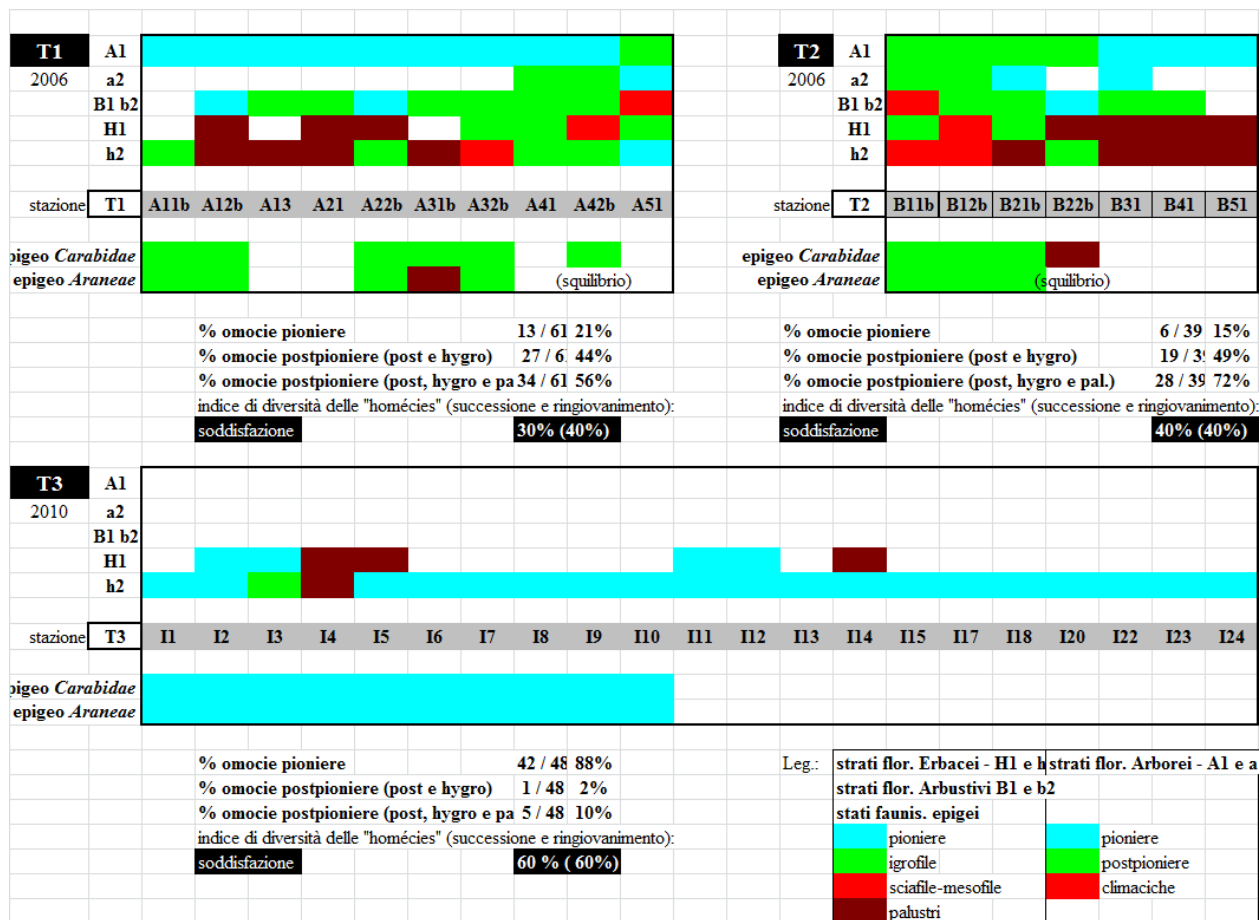 T1 A1 T2 A1
2006 a2 2006 a2
B1 b2 B1 b2
H1 H1
h2 h2
stazione T1 A11b A12b A13 A21 A22b A31b A32b A41 A42b A51 stazione T2 B11b B12b B21b B22b B31 B41 B51
pigeo Carabidae epigeo Carabidae
epigeo Araneae (squilibrio) epigeo Araneae (squilibrio)
% omocie pioniere 13 / 61 21% % omocie pioniere 6 / 39 15%
% omocie postpioniere (post e hygro) 27 / 6 44% % omocie postpioniere (post e hygro) 19 / 3 49%
% omocie postpioniere (post, hygro e pa 34 / 61 56% % omocie postpioniere (post, hygro e pal.) 28 / 39 72%
indice di diversità delle "homécies" (successione e ringiovanimento): indice di diversità delle "homécies" (successione e ringiovanimento):
soddisfazione 30% (40%) soddisfazione 40% (40%)
T3 A1
2010 a2
B1 b2
H1
h2
stazione T3 I1 I2 I3 I4 I5 I6 I7 I8 I9 I10 I11 I12 I13 I14 I15 I17 I18 I20 I22 I23 I24
pigeo Carabidae
epigeo Araneae
% omocie pioniere 42 / 48 88% Leg.: strati flor. Erbacei - H1 e h strati flor. Arborei - A1 e a
% omocie postpioniere (post e hygro) 1 / 48 2% strati flor. Arbustivi B1 e b2
% omocie postpioniere (post, hygro e pa 5 / 48 10% stati faunis. epigei
indice di diversità delle "homécies" (successione e ringiovanimento): pioniere pioniere
soddisfazione 60 % ( 60%) igrofile postpioniere
sciafile-mesofile climaciche
palustri